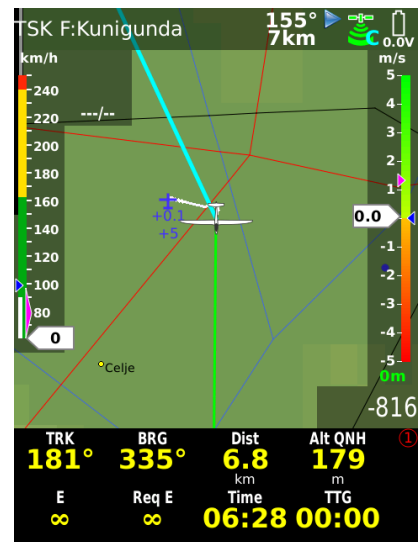 TSK F:Kunigunda 155° 7km C 0.0V
km/h m/s
240
220
200
180
160
140
120
100
80
0
---/--
+0.1
+5
5
4
3
2
1
0.0
-1
-2
-3
-4
-5
0m
-816
Celje
TRK BRG Dist Alt QNH ①
181° 335° 6.8 179
km m
E Req E Time TTG
∞ ∞ 06:28 00:00